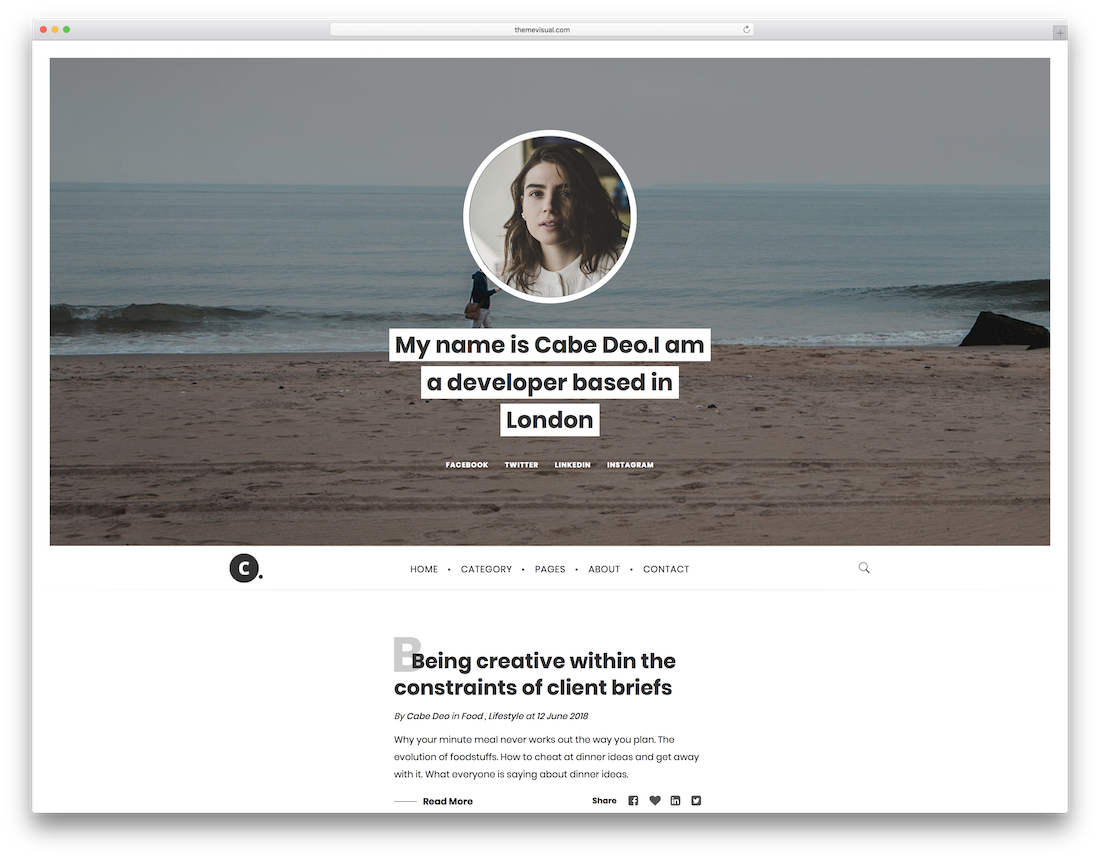 themevisual.com
My name is Cabe Deo.I am
a developer based in
London
FACEBOOK TWITTER LINKEDIN INSTAGRAM
C.
HOME • CATEGORY • PAGES • ABOUT • CONTACT
B
Being creative within the
constraints of client briefs
By Cabe Deo in Food , Lifestyle at 12 June 2018
Why your minute meal never works out the way you plan. The
evolution of foodstuffs. How to cheat at dinner ideas and get away
with it. What everyone is saying about dinner ideas.
Read More Share